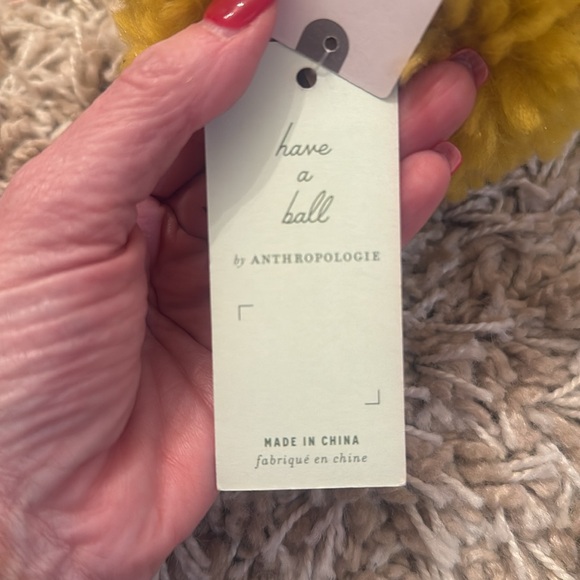 have
a
ball
by ANTHROPOLOGIE
MADE IN CHINA
fabriqué en chine